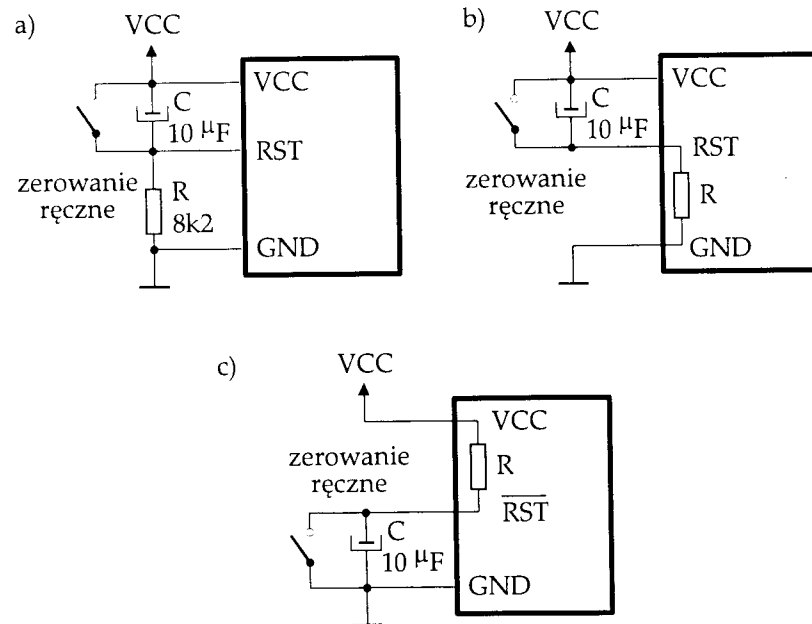 a)
VCC
VCC
C
10 µF
RST
zerowanie
ręczne
R
8k2
GND
b)
VCC
VCC
C
10 µF
RST
zerowanie
ręczne
R
GND
c)
VCC
VCC
zerowanie
ręczne
R
RST
C
10 µF
GND